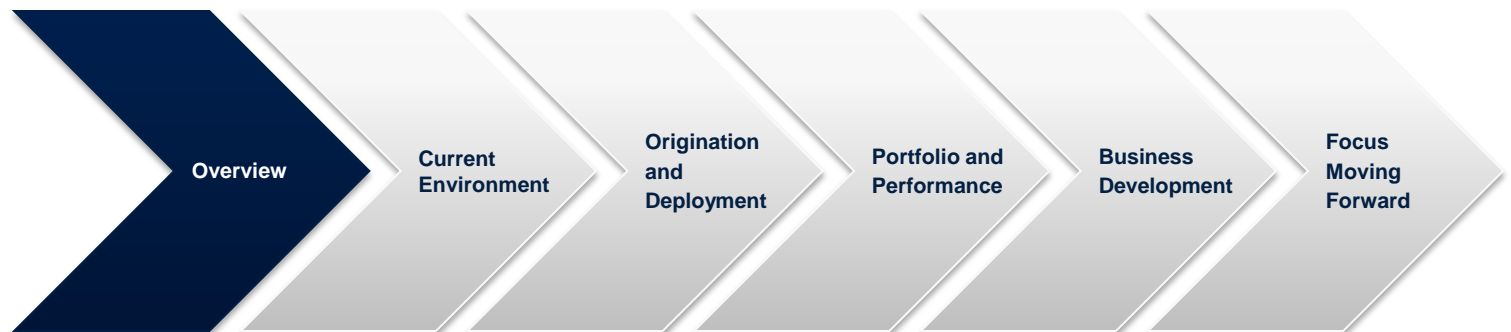 Overview
Current
Environment
Origination
and
Deployment
Portfolio and
Performance
Business
Development
Focus
Moving
Forward